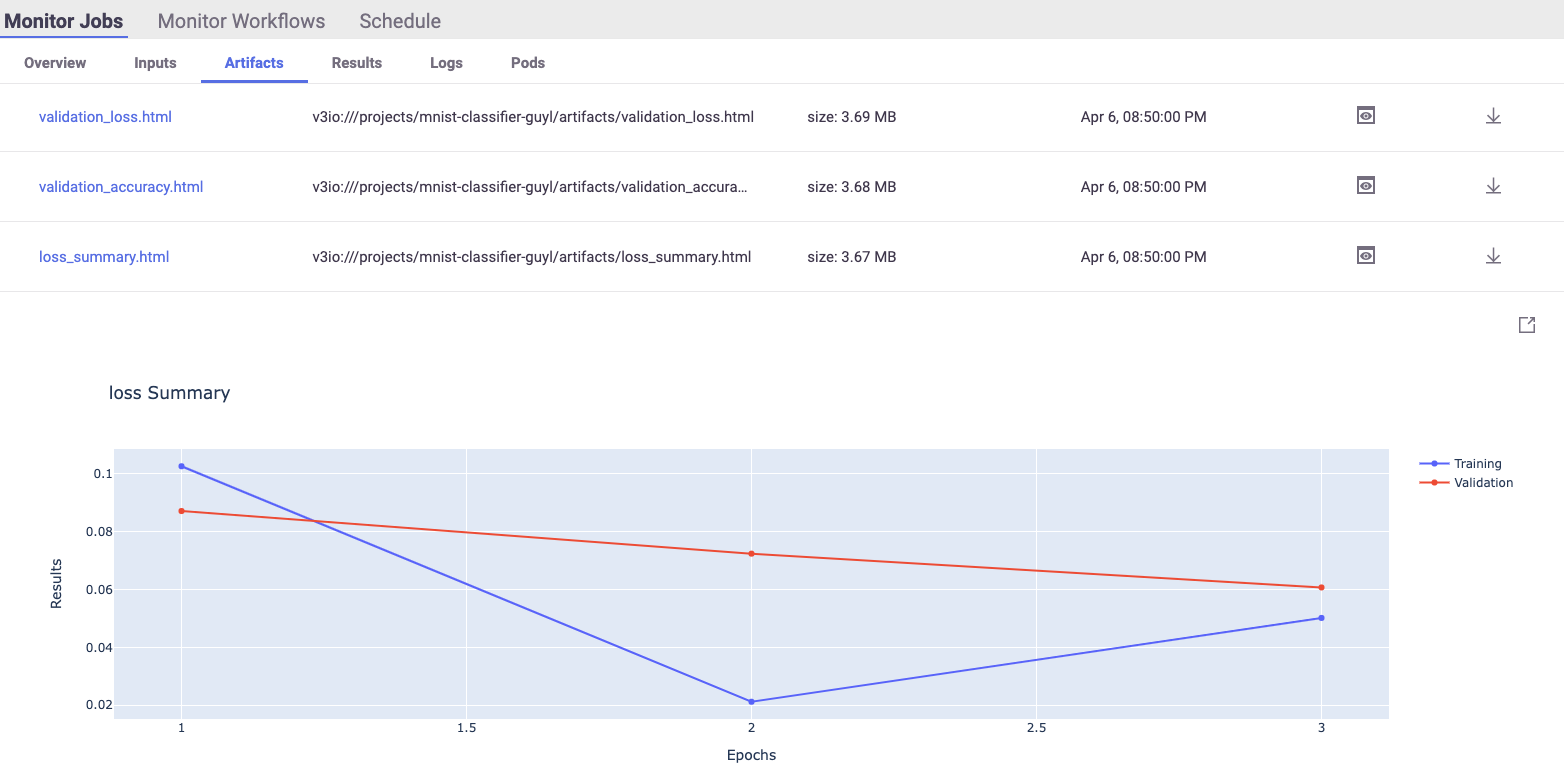 Monitor Jobs Monitor Workflows Schedule
Overview Inputs Artifacts Results Logs Pods
validation_loss.html v3io:///projects/mnist-classifier-guyl/artifacts/validation_loss.html size: 3.69 MB Apr 6, 08:50:00 PM
validation_accuracy.html v3io:///projects/mnist-classifier-guyl/artifacts/validation_accura... size: 3.68 MB Apr 6, 08:50:00 PM
loss_summary.html v3io:///projects/mnist-classifier-guyl/artifacts/loss_summary.html size: 3.67 MB Apr 6, 08:50:00 PM
loss Summary
Training
Validation
Results
0.1
0.08
0.06
0.04
0.02
1 1.5 2 2.5 3
Epochs